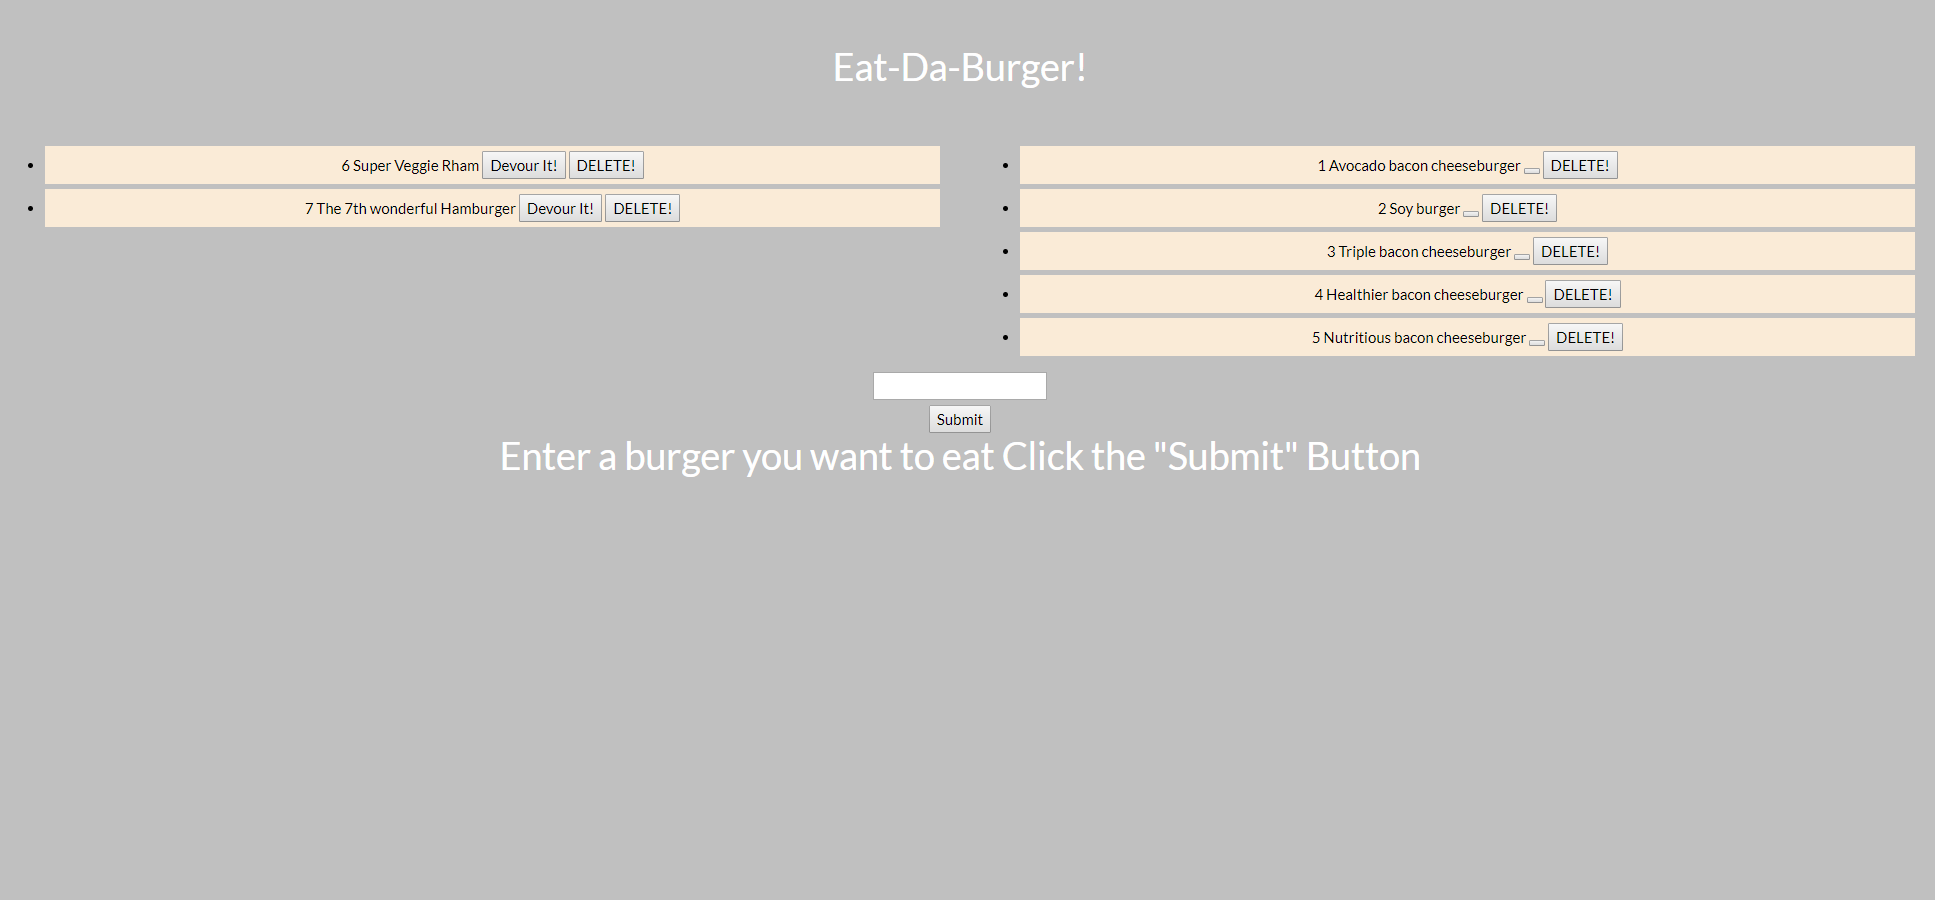 Eat-Da-Burger!
6 Super Veggie Rham Devour It! DELETE!
7 The 7th wonderful Hamburger Devour It! DELETE!
1 Avocado bacon cheeseburger DELETE!
2 Soy burger DELETE!
3 Triple bacon cheeseburger DELETE!
4 Healthier bacon cheeseburger DELETE!
5 Nutritious bacon cheeseburger DELETE!
Submit
Enter a burger you want to eat Click the "Submit" Button